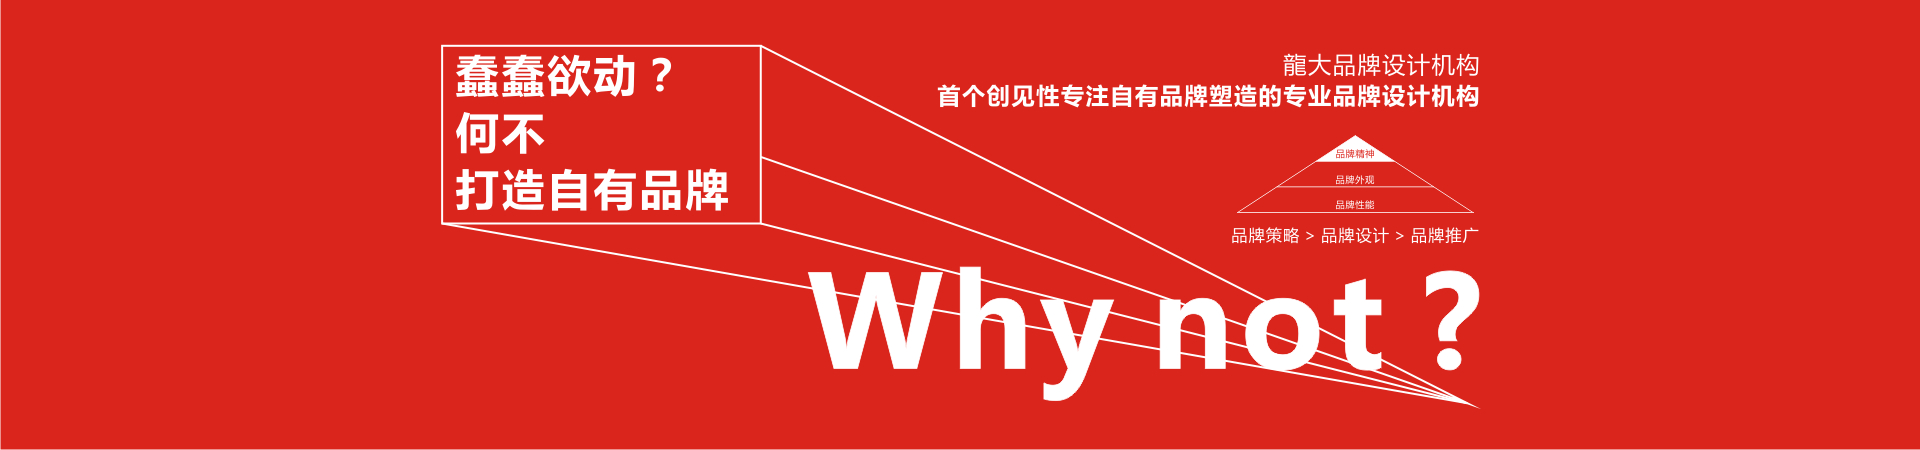 蠢蠢欲动？
何不
打造自有品牌
龍大品牌设计机构
首个创见性专注自有品牌塑造的专业品牌设计机构
品牌精神
品牌外观
品牌性能
品牌策略 > 品牌设计 > 品牌推广
Why not？